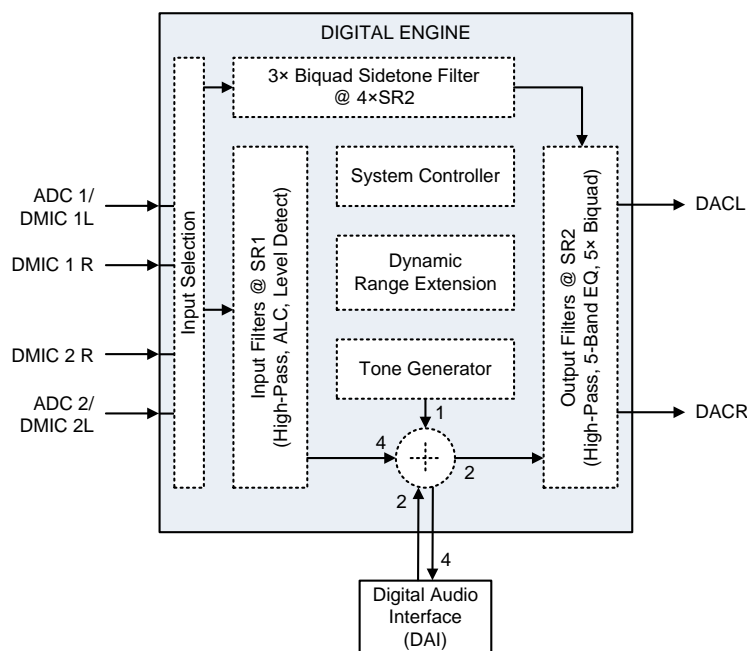 DIGITAL ENGINE
3× Biquad Sidetone Filter
@ 4×SR2
ADC 1/
DMIC 1L
DMIC 1 R
DMIC 2 R
ADC 2/
DMIC 2L
Input Selection
Input Filters @ SR1
(High-Pass, ALC, Level Detect)
System Controller
Dynamic
Range Extension
Tone Generator
1
4
2
2
4
Output Filters @ SR2
(High-Pass, 5-Band EQ, 5× Biquad)
DACL
DACR
Digital Audio
Interface
(DAI)